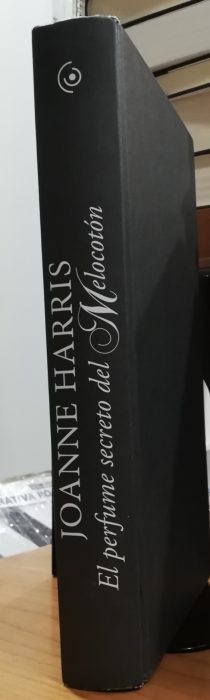 JOANNE HARRIS
El perfume secreto del Melocotón